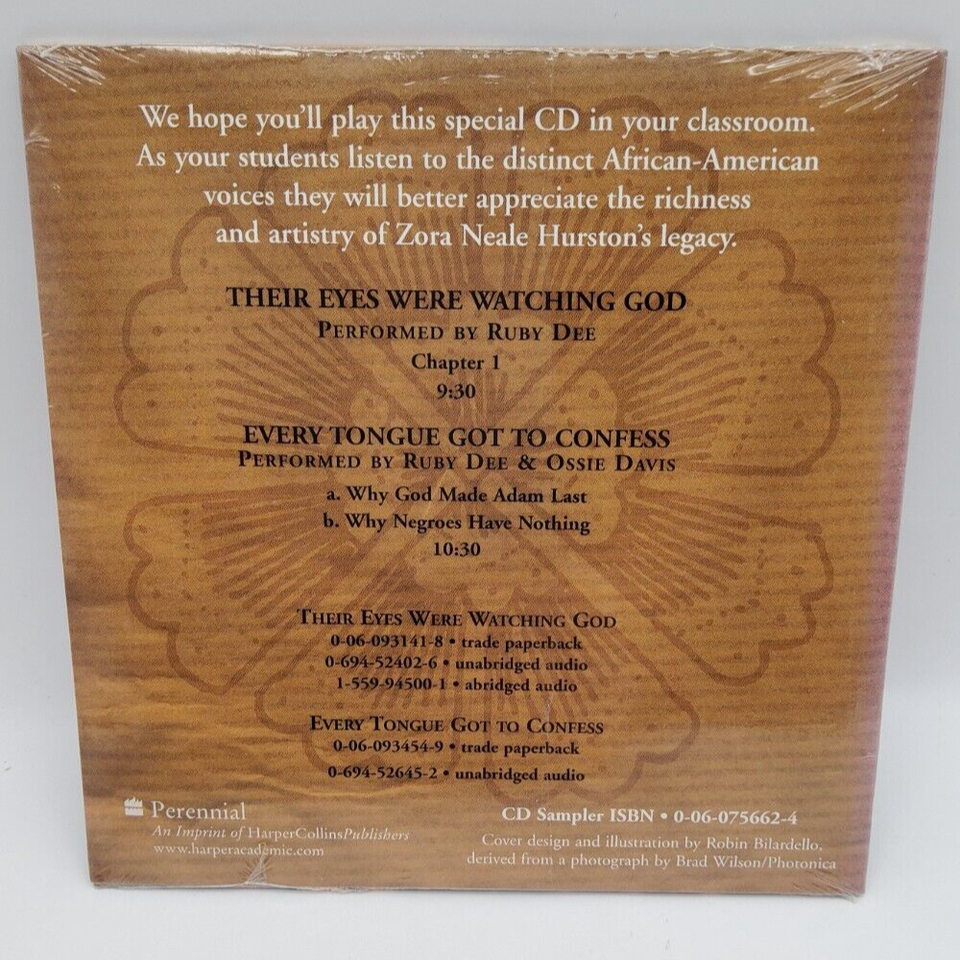 We hope you'll play this special CD in your classroom.
As your students listen to the distinct African-American
voices they will better appreciate the richness
and artistry of Zora Neale Hurston's legacy.
THEIR EYES WERE WATCHING GOD
PERFORMED BY RUBY DEE
Chapter 1
9:30
EVERY TONGUE GOT TO CONFESS
PERFORMED BY RUBY DEE & OSSIE DAVIS
a. Why God Made Adam Last
b. Why Negroes Have Nothing
10:30
THEIR EYES WERE WATCHING GOD
0-06-093141-8 • trade paperback
0-694-52402-6 • unabridged audio
1-559-94500-1 • abridged audio
EVERY TONGUE GOT TO CONFESS
0-06-093454-9 • trade paperback
0-694-52645-2 • unabridged audio
Perennial
An Imprint of HarperCollinsPublishers
www.harperacademic.com
CD Sampler ISBN • 0-06-075662-4
Cover design and illustration by Robin Bilardello,
derived from a photograph by Brad Wilson/Photonica